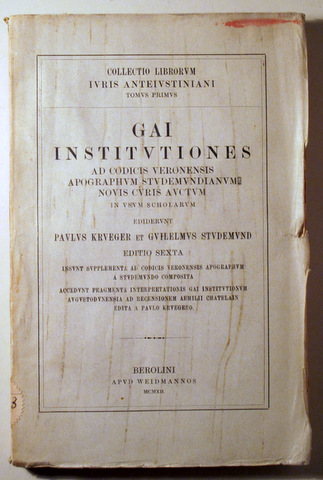 COLLECTIO LIBRORVM
IVRIS ANTEIVSTINIANI
TOMVS PRIMVS
GAI
INSTITVTIONES
AD CODICIS VERONENSIS
APOGRAPHVM STVDEMVNDIANVM
NOVIS CVRIS AVCTVM
IN VSVM SCHOLARVM
EDIDERVNT
PAVLVS KRVEGER ET GVILELMVS STVDEMVND
EDITIO SEXTA
INSVNT SVPPLEMENTA AD CODICIS VERONENSIS APOGRAPHVM
A STVDEMVNDO COMPOSITA
ACCEDVNT FRAGMENTA INTERPRETATIONIS GAI INSTITVTIONVM
AVGVSTODVNENSIA AD RECENSIONEM AEMILII CHATELAIN
EDITA A PAVLO KRVEGERO.
BEROLINI
APVD WEIDMANNOS
MCMXII